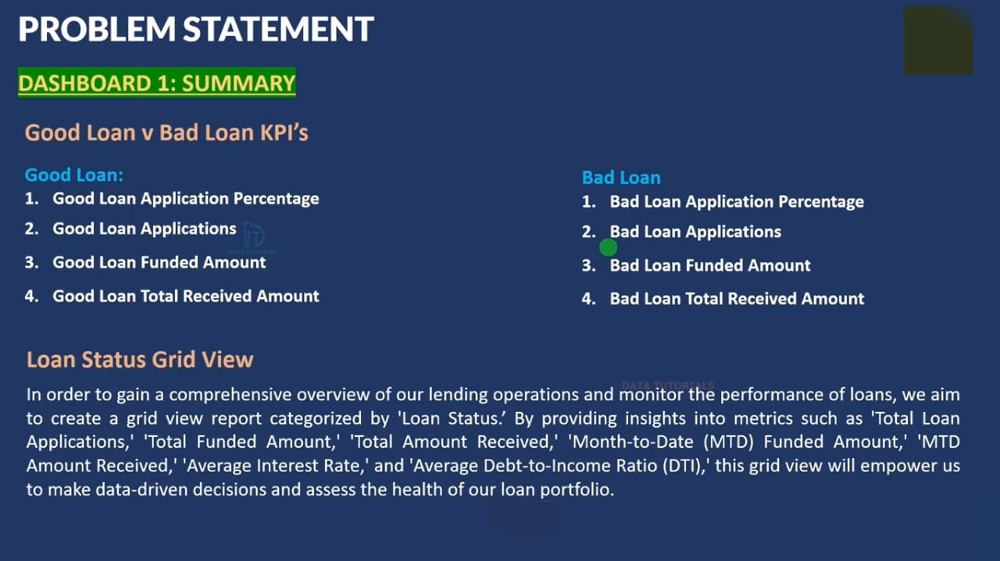 PROBLEM STATEMENT
DASHBOARD 1: SUMMARY
Good Loan v Bad Loan KPI’s
Good Loan:
1. Good Loan Application Percentage
2. Good Loan Applications
3. Good Loan Funded Amount
4. Good Loan Total Received Amount
Bad Loan
1. Bad Loan Application Percentage
2. Bad Loan Applications
3. Bad Loan Funded Amount
4. Bad Loan Total Received Amount
DATA TUTORIAL
Loan Status Grid View
DATA TUTORIALS
In order to gain a comprehensive overview of our lending operations and monitor the performance of loans, we aim
to create a grid view report categorized by 'Loan Status.’ By providing insights into metrics such as 'Total Loan
Applications,' 'Total Funded Amount,' 'Total Amount Received,' 'Month-to-Date (MTD) Funded Amount,' 'MTD
Amount Received,' 'Average Interest Rate,' and 'Average Debt-to-Income Ratio (DTI),' this grid view will empower us
to make data-driven decisions and assess the health of our loan portfolio.